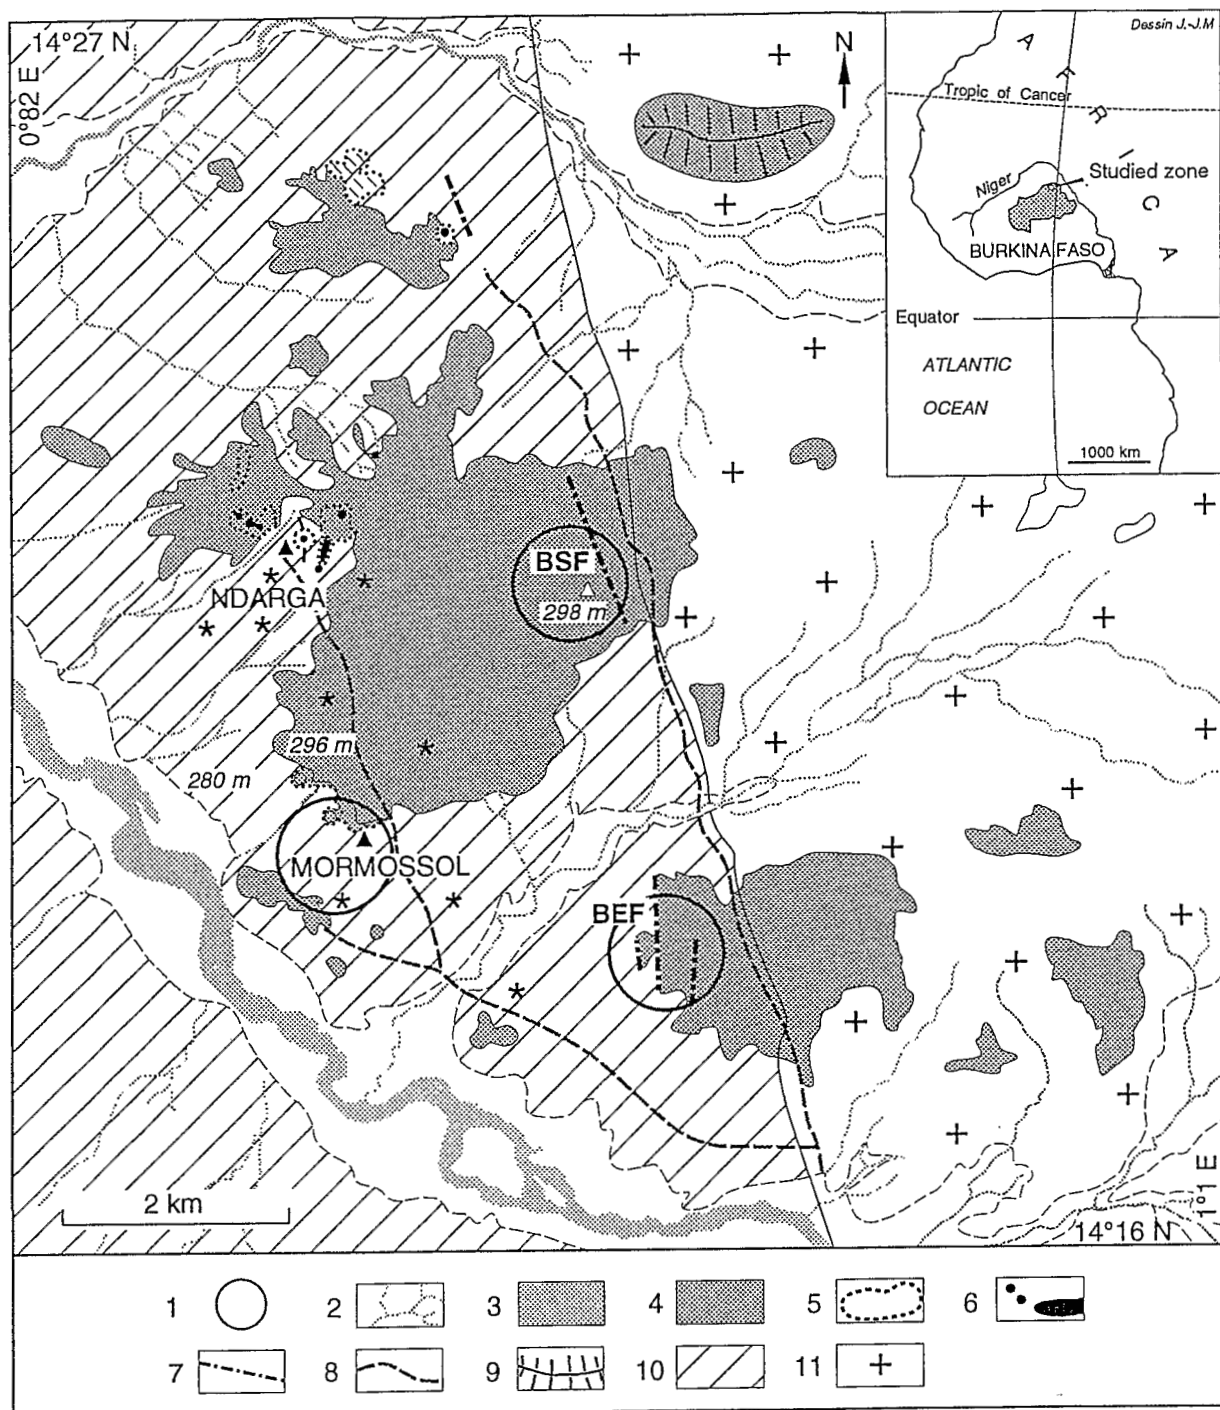 14°27 N
0°82 E
N
Dessin J.-J.M
A F R I C A
Tropic of Cancer
Niger
Studied zone
BURKINA FASO
Equator
ATLANTIC
OCEAN
1000 km
BSF
298 m
NDARGA
296 m
280 m
MORMOSSOL
BEF
2 km
1°1 E
14°16 N
1
2
3
4
5
6
7
8
9
10
11